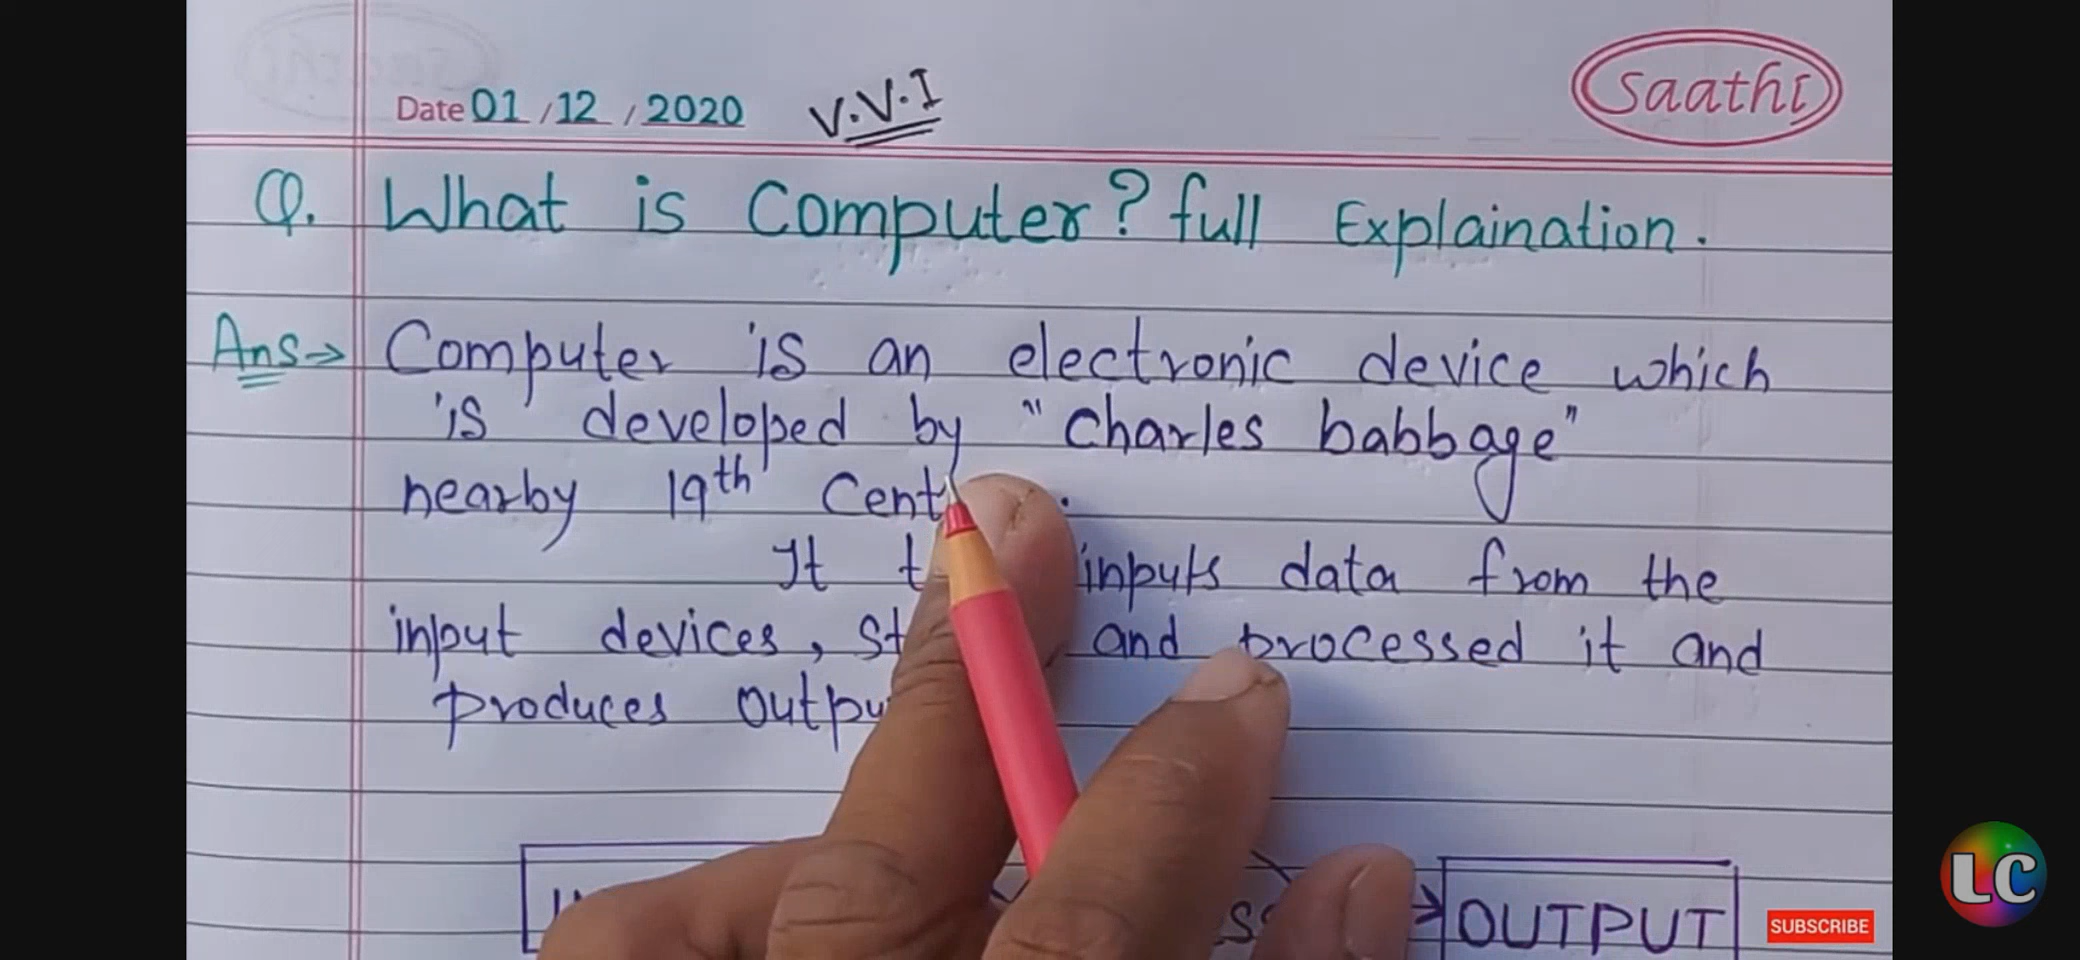 saathi
Date 01 / 12 / 2020 V.V.I
Q. What is Computer? full Explaination.
Ans→ Computer is an electronic device which
is developed by "Charles babbage"
nearby 19th Cent
It inputs data from the
input devices, and processed it and
produces
OUTPUT
LC
SUBSCRIBE